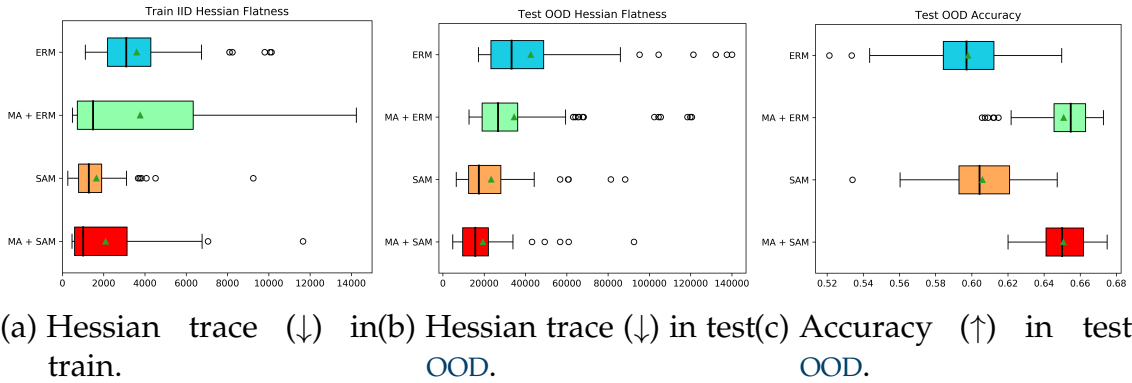 Train IID Hessian Flatness
ERM
MA + ERM
SAM
MA + SAM
0 2000 4000 6000 8000 10000 12000 14000
Test OOD Hessian Flatness
ERM
MA + ERM
SAM
MA + SAM
0 20000 40000 60000 80000 100000 120000 140000
Test OOD Accuracy
ERM
MA + ERM
SAM
MA + SAM
0.52 0.54 0.56 0.58 0.60 0.62 0.64 0.66 0.68
(a) Hessian trace (↓) in
train.
(b) Hessian trace (↓) in test
OOD.
(c) Accuracy (↑) in test
OOD.